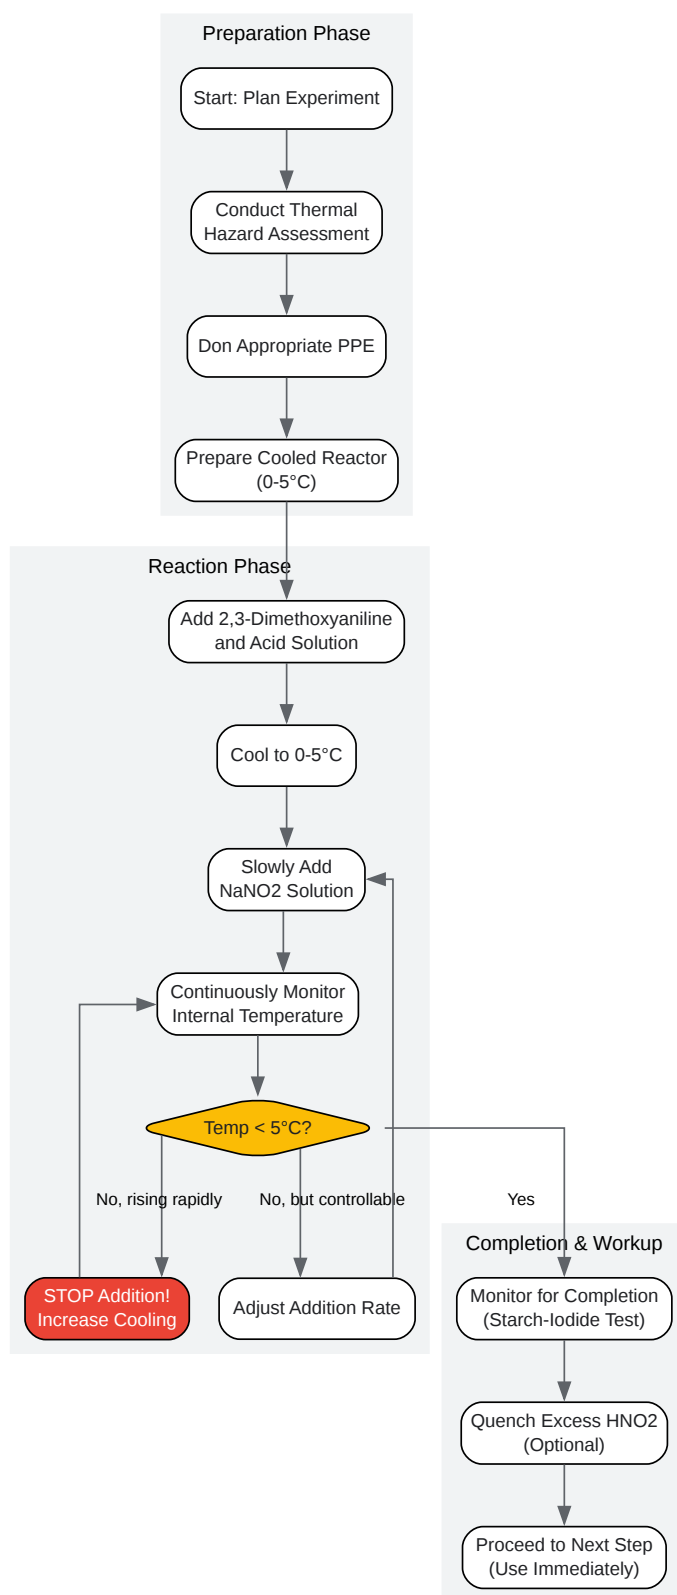 Preparation Phase
Start: Plan Experiment
Conduct Thermal
Hazard Assessment
Don Appropriate PPE
Prepare Cooled Reactor
(0-5°C)
Reaction Phase
Add 2,3-Dimethoxyaniline
and Acid Solution
Cool to 0-5°C
Slowly Add
NaNO2 Solution
Continuously Monitor
Internal Temperature
Temp < 5°C?
No, rising rapidly
No, but controllable
Yes
STOP Addition!
Increase Cooling
Adjust Addition Rate
Completion & Workup
Monitor for Completion
(Starch-Iodide Test)
Quench Excess HNO2
(Optional)
Proceed to Next Step
(Use Immediately)